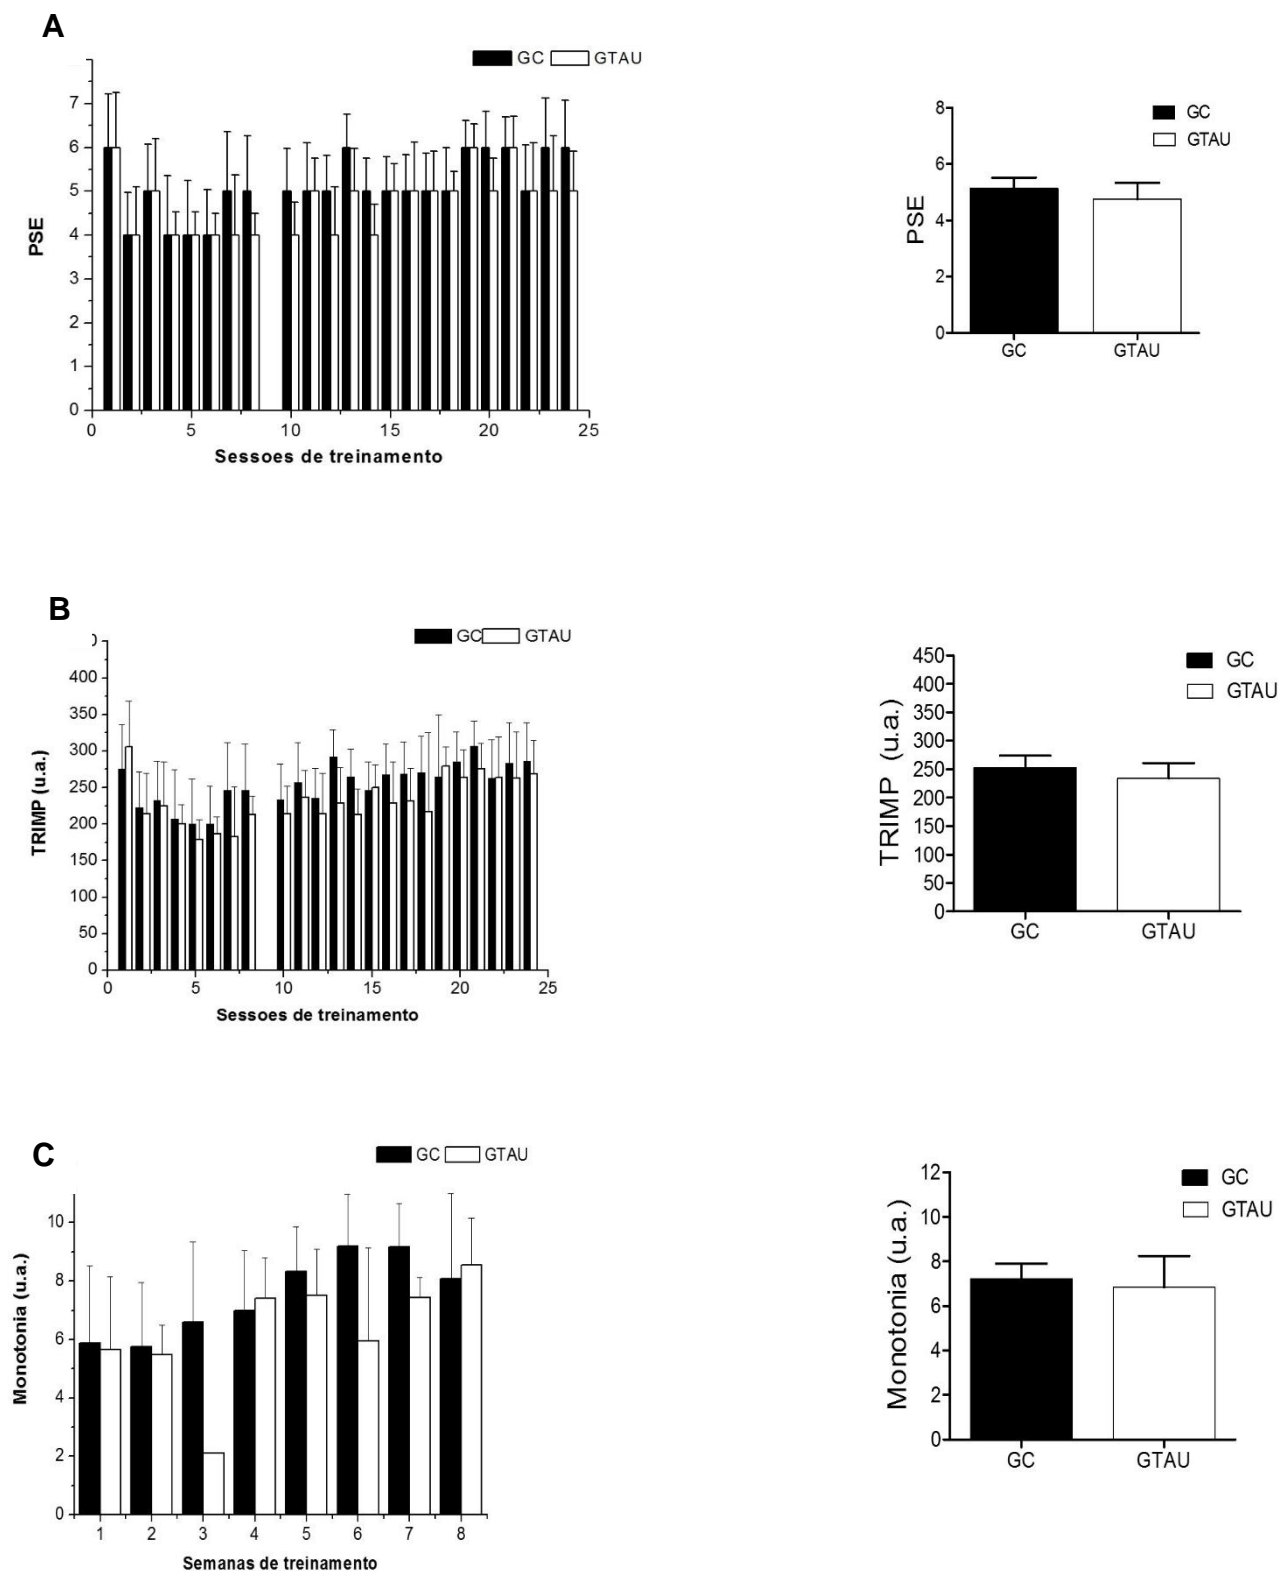 A
GC GTAU
PSE
7
6
5
4
3
2
1
0
0 5 10 15 20 25
Sessoes de treinamento
GC
GTAU
PSE
8
6
4
2
0
GC GTAU
B
GC GTAU
TRIMP (u.a.)
0
400
350
300
250
200
150
100
50
0
0 5 10 15 20 25
Sessoes de treinamento
GC
GTAU
TRIMP (u.a.)
450
400
350
300
250
200
150
100
50
0
GC GTAU
C
GC GTAU
Monotonia (u.a.)
10
8
6
4
2
0
1 2 3 4 5 6 7 8
Semanas de treinamento
GC
GTAU
Monotonia (u.a.)
12
10
8
6
4
2
0
GC GTAU